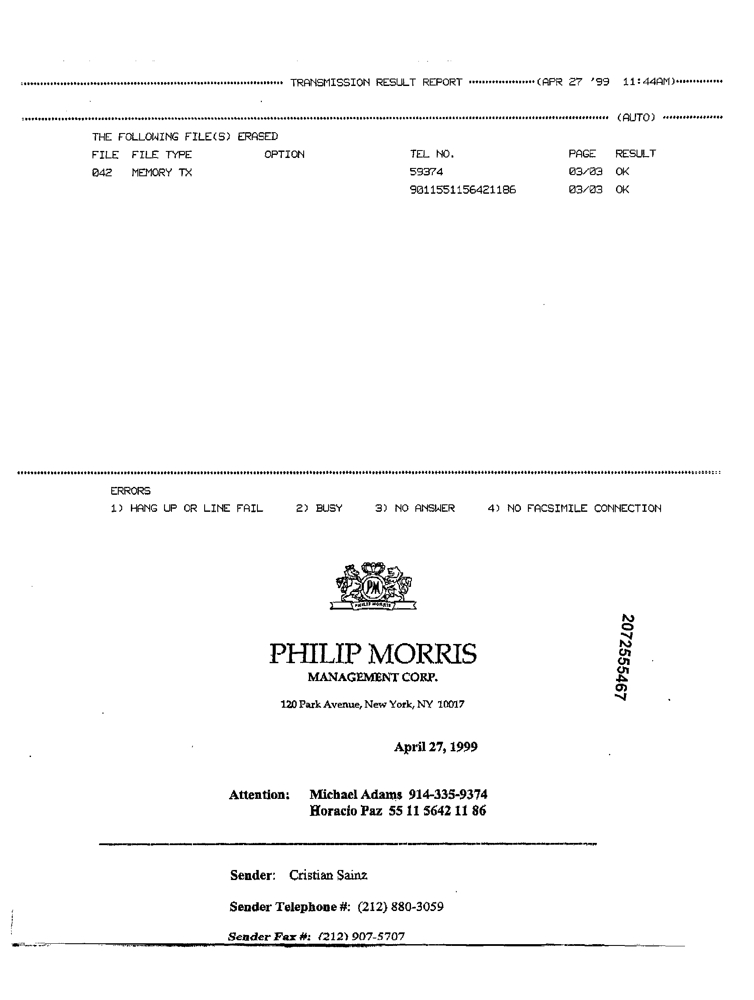 TRANSMISSION RESULT REPORT (APR 27 '99 11:44AM)
(AUTO)
THE FOLLOWING FILE(S) ERASED
FILE FILE TYPE OPTION TEL NO. PAGE RESULT
042 MEMORY TX 59374 03/03 OK
9011551156421186 03/03 OK
ERRORS
1) HANG UP OR LINE FAIL 2) BUSY 3) NO ANSWER 4) NO FACSIMILE CONNECTION
PM
PHILIP MORRIS
PHILIP MORRIS
MANAGEMENT CORP.
120 Park Avenue, New York, NY 10017
2072555467
April 27, 1999
Attention: Michael Adams 914-335-9374
Horacio Paz 55 11 5642 11 86
Sender: Cristian Sainz
Sender Telephone #: (212) 880-3059
Sender Fax #: (212) 907-5707